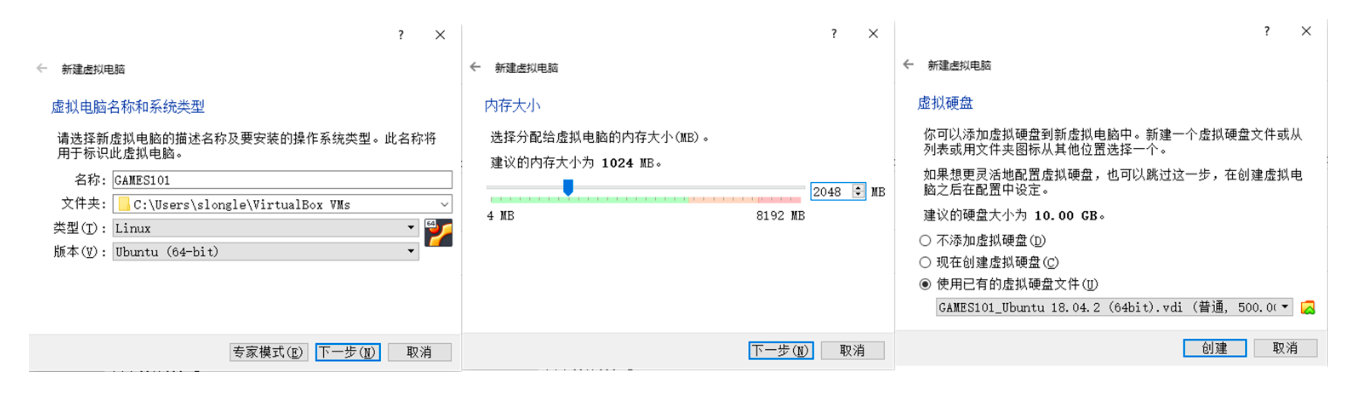 ?
×
← 新建虚拟电脑
虚拟电脑名称和系统类型
请选择新虚拟电脑的描述名称及要安装的操作系统类型。此名称将
用于标识此虚拟电脑。
名称: GAMES101
文件夹: C:\Users\slongle\VirtualBox VMs
类型(T): Linux
64
版本(V): Ubuntu (64-bit)
专家模式(E) 下一步(N) 取消
?
×
← 新建虚拟电脑
内存大小
选择分配给虚拟电脑的内存大小(MB)。
建议的内存大小为 1024 MB。
2048 MB
4 MB 8192 MB
下一步(N) 取消
?
×
← 新建虚拟电脑
虚拟硬盘
你可以添加虚拟硬盘到新虚拟电脑中。新建一个虚拟硬盘文件或从
列表或用文件夹图标从其他位置选择一个。
如果想更灵活地配置虚拟硬盘，也可以跳过这一步，在创建虚拟电
脑之后在配置中设定。
建议的硬盘大小为 10.00 GB。
不添加虚拟硬盘(D)
现在创建虚拟硬盘(C)
使用已有的虚拟硬盘文件(U)
GAMES101_Ubuntu 18.04.2 (64bit).vdi (普通, 500.0
创建 取消